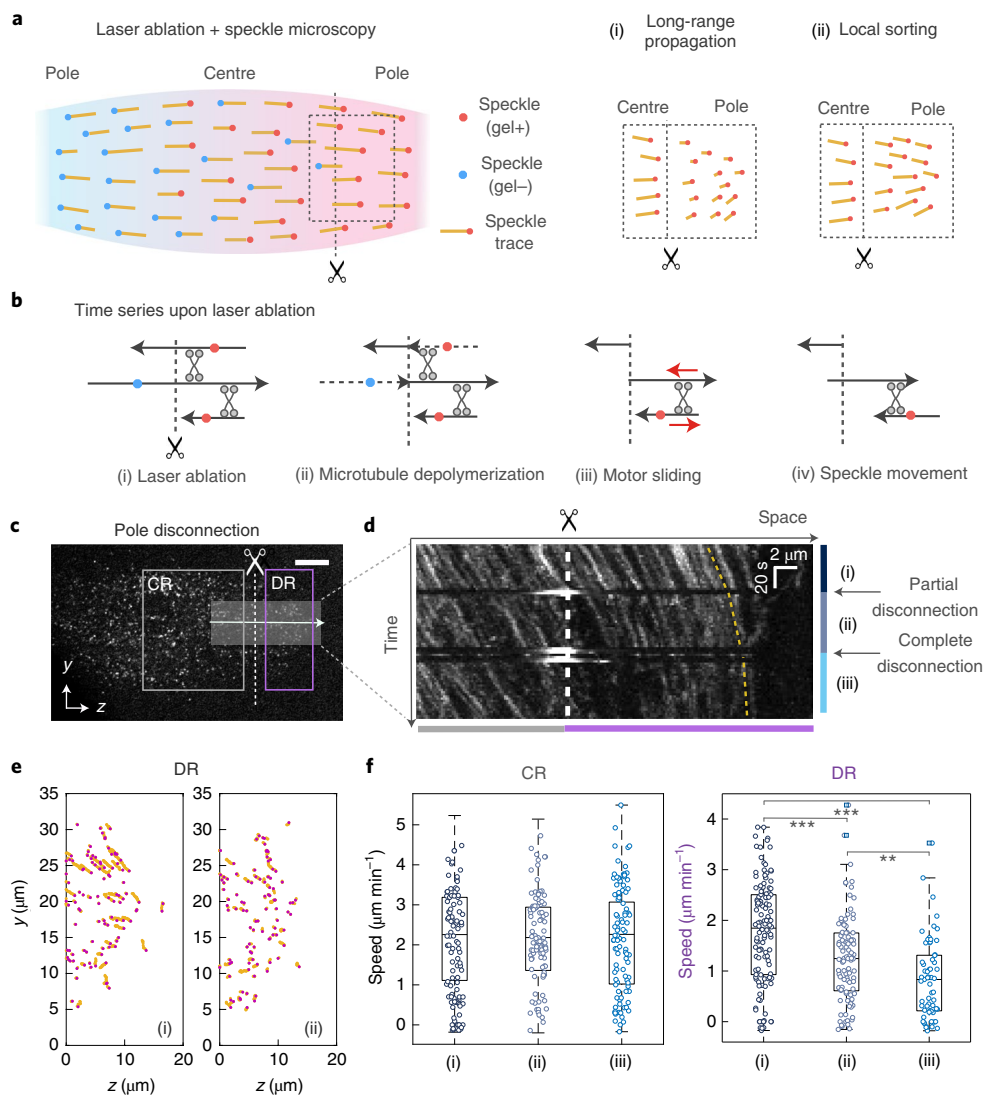 a
Laser ablation + speckle microscopy
Pole
Centre
Pole
Speckle
(gel+)
Speckle
(gel–)
Speckle
trace
(i)
Long-range
propagation
Centre
Pole
(ii) Local sorting
Centre
Pole
b
Time series upon laser ablation
(i) Laser ablation
(ii) Microtubule depolymerization
(iii) Motor sliding
(iv) Speckle movement
c
Pole disconnection
CR
DR
y
z
d
Space
Time
2 μm
20 s
(i)
(ii)
(iii)
Partial
disconnection
Complete
disconnection
e
DR
35
30
25
20
15
10
5
0
y (μm)
0
10
20
z (μm)
(i)
35
30
25
20
15
10
5
0
0
10
20
z (μm)
(ii)
f
CR
Speed (μm min−1)
5
4
3
2
1
0
(i)
(ii)
(iii)
DR
Speed (μm min−1)
4
3
2
1
0
***
***
**
(i)
(ii)
(iii)